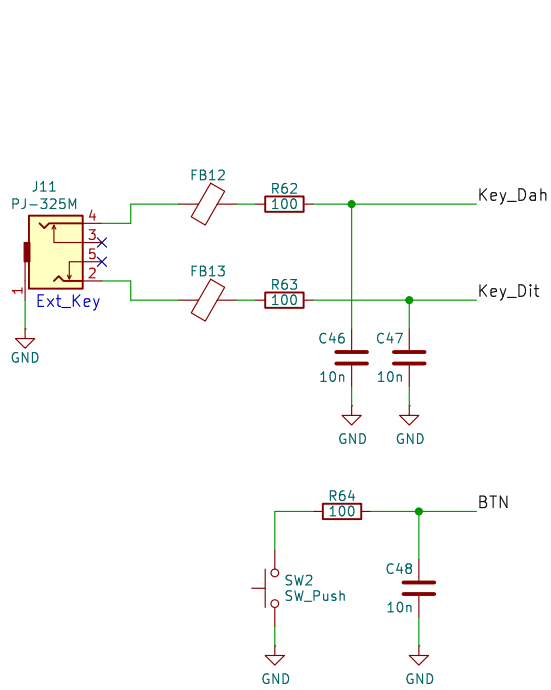 FB12
J11
R62
Key_Dah
PJ-325M
100
4
3
5
FB13
R63
Key_Dit
2
100
1
Ext_Key
C46
C47
GND
10n
10n
GND
GND
R64
BTN
100
C48
SW2
SW_Push
10n
GND
GND